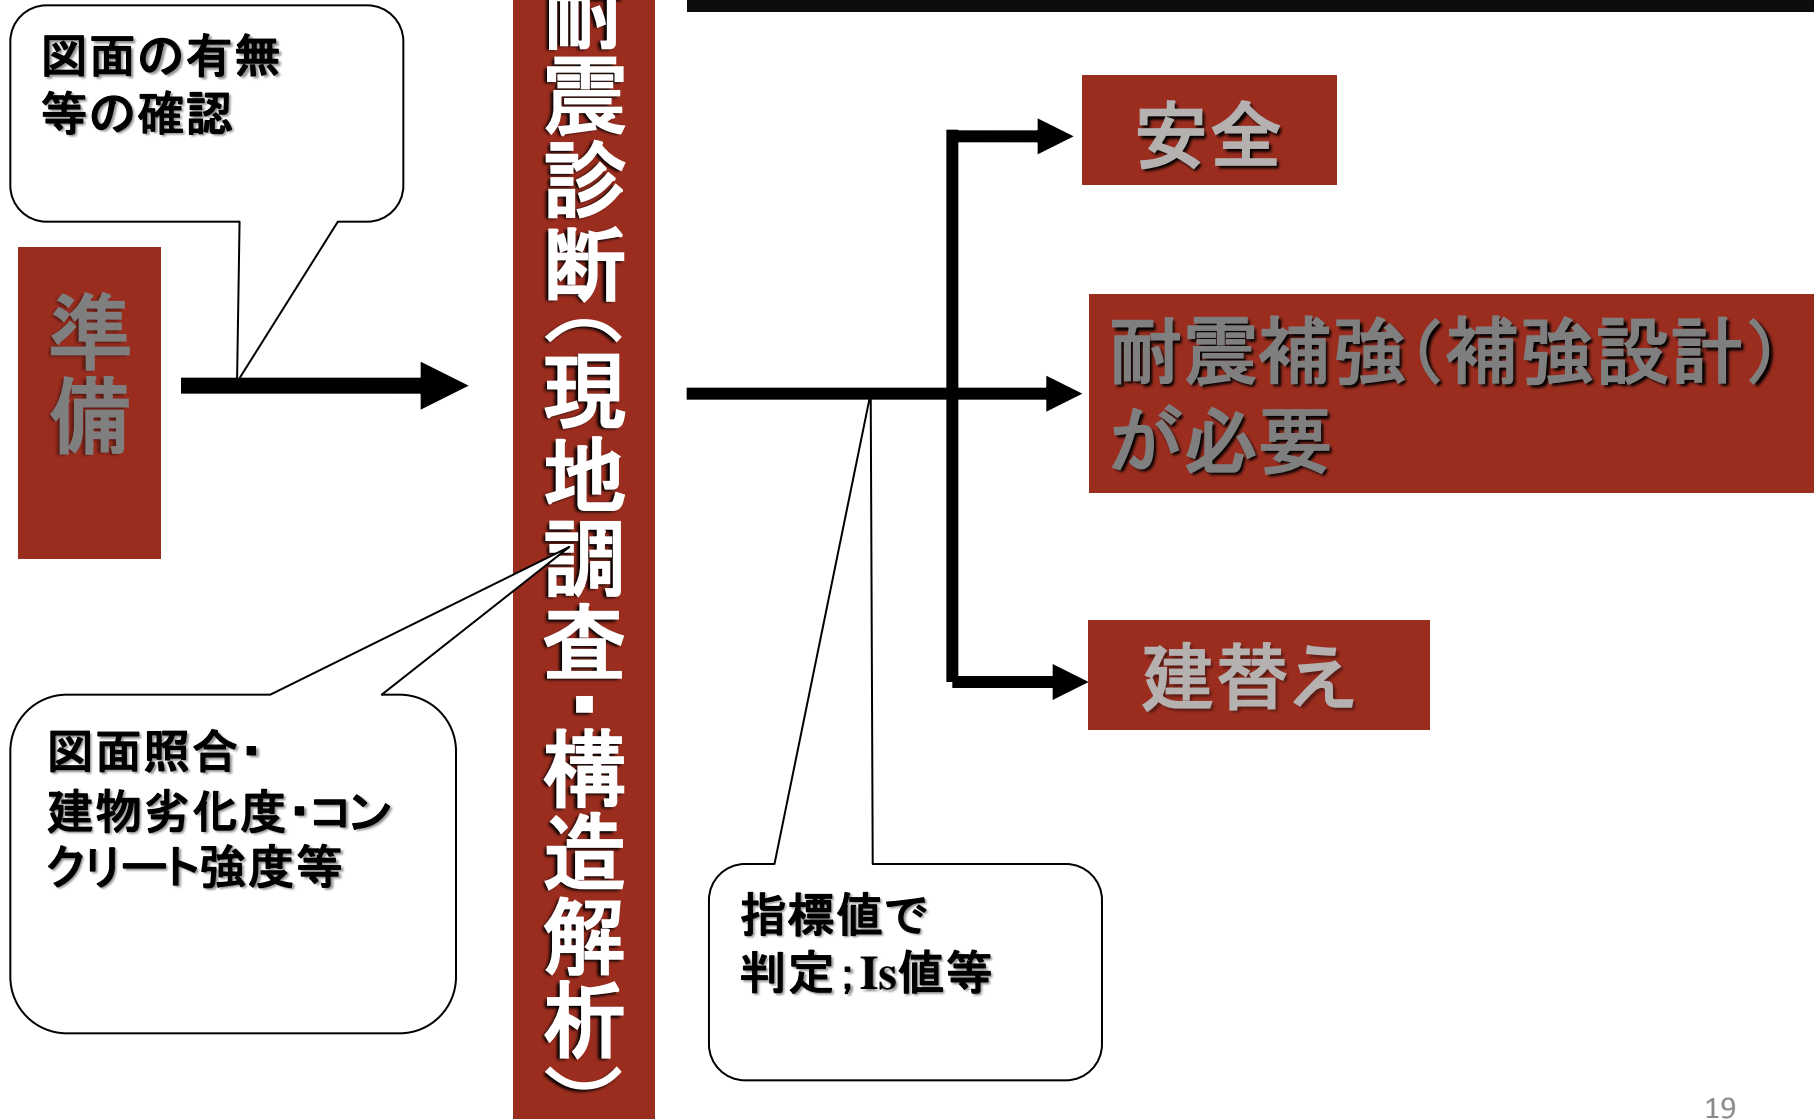 図面の有無
等の確認
準備
耐震診断（現地調査・構造解析）
図面照合・
建物劣化度・コン
クリート強度等
指標値で
判定；Is値等
安全
耐震補強（補強設計）
が必要
建替え
19